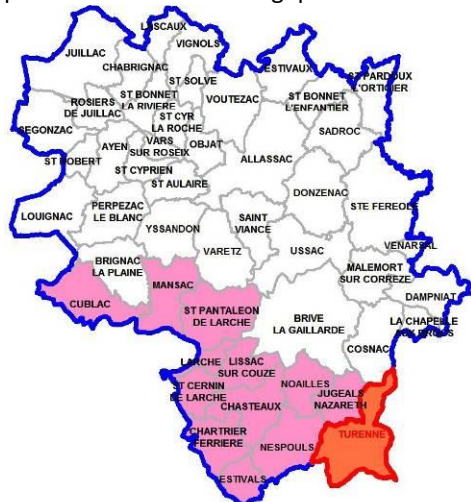 LASCAUX
JUILLAC
VIGNOLS
CHABRIGNAC
ESTIVAUX
ST SOLVE
ST PARDOUX
L'ORTIGIER
ROSIERS
DE JUILLAC
ST BONNET
LA RIVIERE
VOUTEZAC
ST BONNET
L'ENFANTIER
SEGONZAC
ST CYR
LA ROCHE
SADROC
AYEN
VARS
SUR ROSEIX
OBJAT
ST ROBERT
ALLASSAC
ST CYPRIEN
ST AULAIRE
DONZENAC
LOUIGNAC
PERPEZAC
LE BLANC
STE FEREOLE
YSSANDON
SAINT
VIANCE
VARETZ
USSAC
VENARSAL
BRIGNAC
LA PLAINE
MALEMORT
SUR CORREZE
MANSAC
CUBLAC
DAMPNIAT
ST PANTALEON
DE LARCHE
BRIVE
LA GAILLARDE
LA CHAPELLE
AUX BROCS
COSNAC
LARCHE
LISSAC
SUR COUZE
NOAILLES
ST CERNIN
DE LARCHE
JUGEALS
NAZARETH
CHASTEAUX
CHARTRIER
FERRIERE
TURENNE
NESPOULS
ESTIVALS